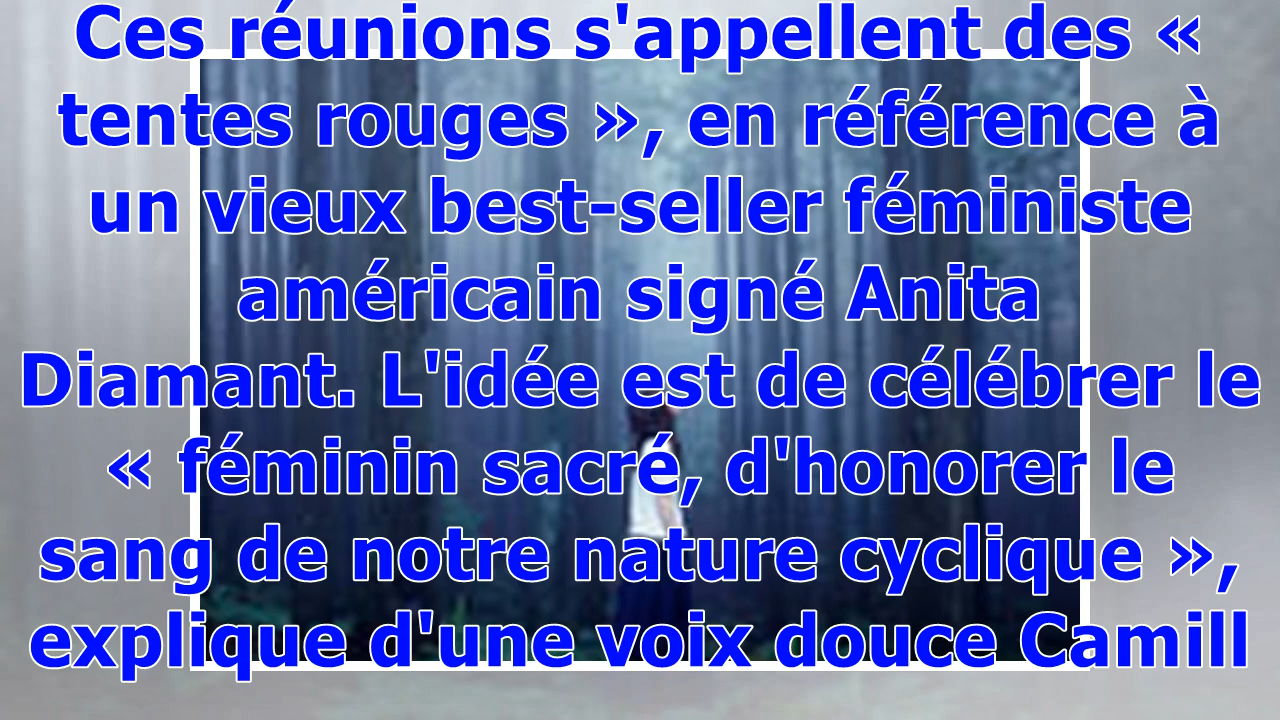 Ces réunions s'appellent des «
tentes rouges », en référence à
un vieux best-seller féministe
américain signé Anita
Diamant. L'idée est de célébrer le
« féminin sacré, d'honorer le
sang de notre nature cyclique »,
explique d'une voix douce Camill